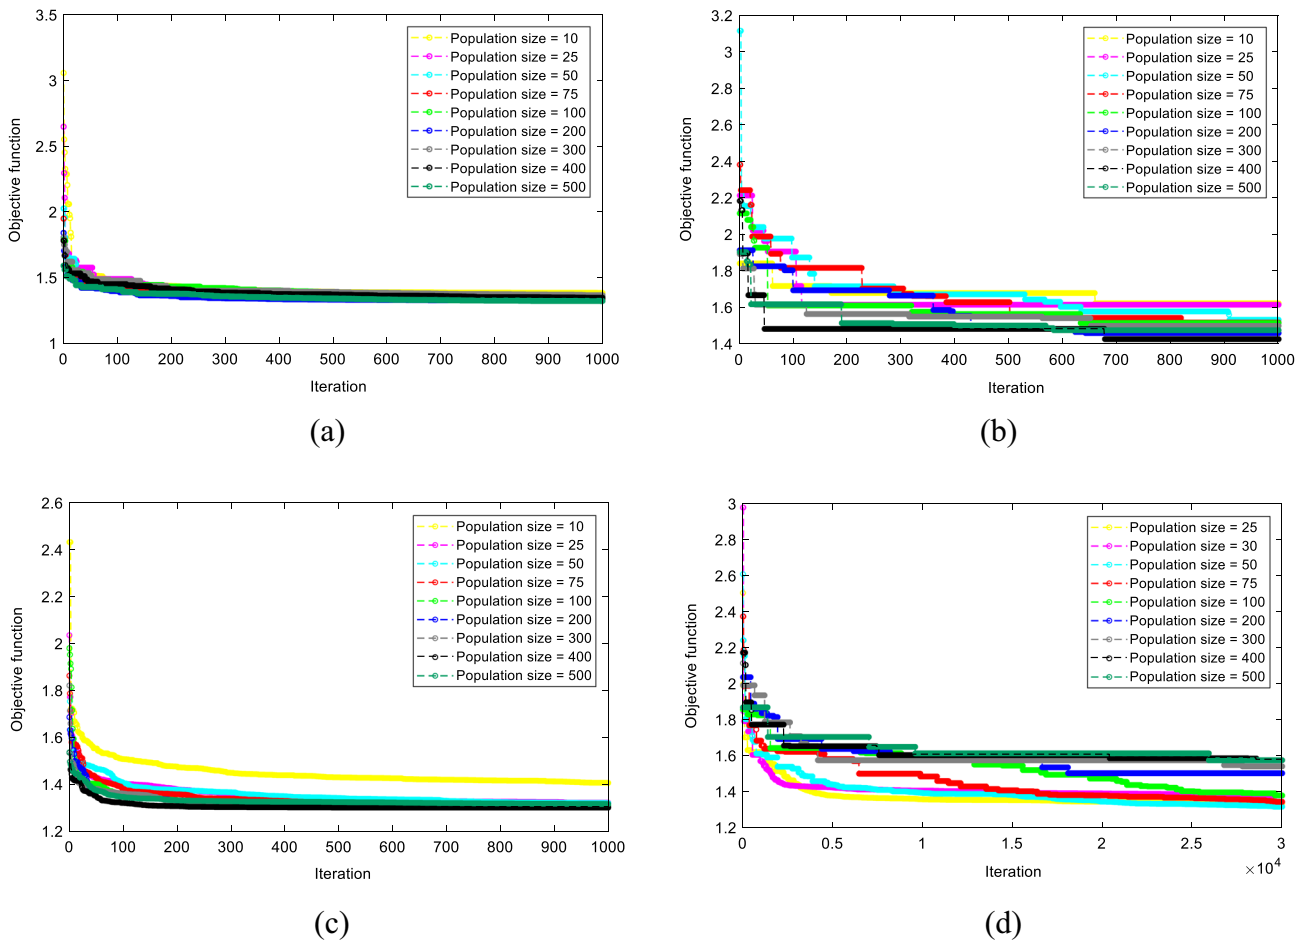 3.5
3
2.5
2
1.5
1
Objective function
0 100 200 300 400 500 600 700 800 900 1000
Iteration
Population size = 10
Population size = 25
Population size = 50
Population size = 75
Population size = 100
Population size = 200
Population size = 300
Population size = 400
Population size = 500
(a)
3.2
3
2.8
2.6
2.4
2.2
2
1.8
1.6
1.4
Objective function
0 100 200 300 400 500 600 700 800 900 1000
Iteration
Population size = 10
Population size = 25
Population size = 50
Population size = 75
Population size = 100
Population size = 200
Population size = 300
Population size = 400
Population size = 500
(b)
2.6
2.4
2.2
2
1.8
1.6
1.4
1.2
Objective function
0 100 200 300 400 500 600 700 800 900 1000
Iteration
Population size = 10
Population size = 25
Population size = 50
Population size = 75
Population size = 100
Population size = 200
Population size = 300
Population size = 400
Population size = 500
(c)
3
2.8
2.6
2.4
2.2
2
1.8
1.6
1.4
1.2
Objective function
0 0.5 1 1.5 2 2.5 3
×10⁴
Iteration
Population size = 25
Population size = 30
Population size = 50
Population size = 75
Population size = 100
Population size = 200
Population size = 300
Population size = 400
Population size = 500
(d)